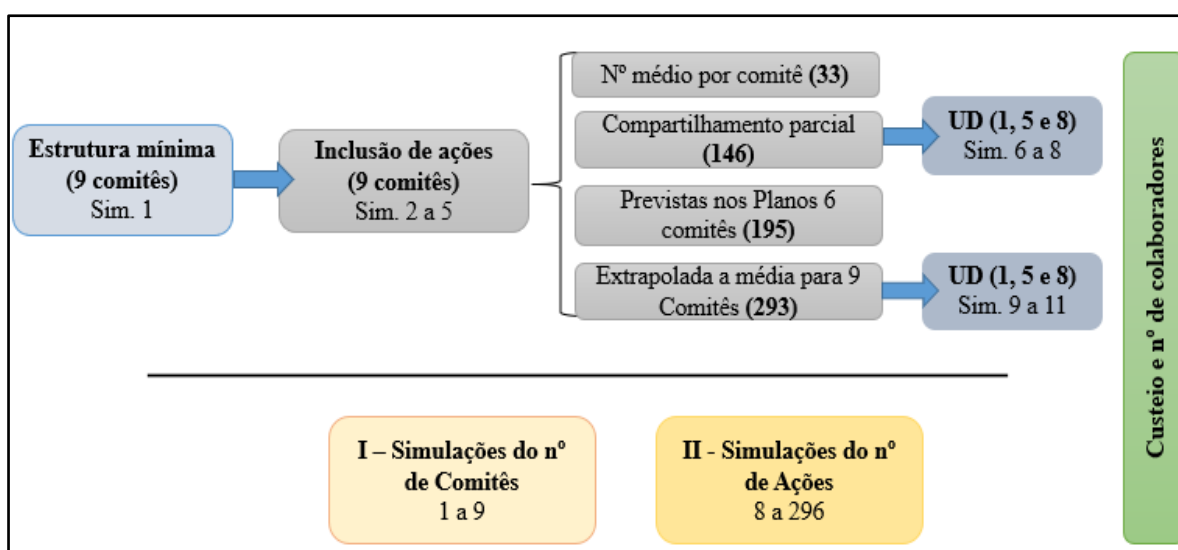 Estrutura mínima
(9 comitês)
Sim. 1
Inclusão de ações
(9 comitês)
Sim. 2 a 5
Nº médio por comitê (33)
Compartilhamento parcial
(146)
Previstas nos Planos 6
comitês (195)
Extrapolada a média para 9
Comitês (293)
UD (1, 5 e 8)
Sim. 6 a 8
UD (1, 5 e 8)
Sim. 9 a 11
Custeio e nº de colaboradores
I – Simulações do nº
de Comitês
1 a 9
II - Simulações do nº
de Ações
8 a 296